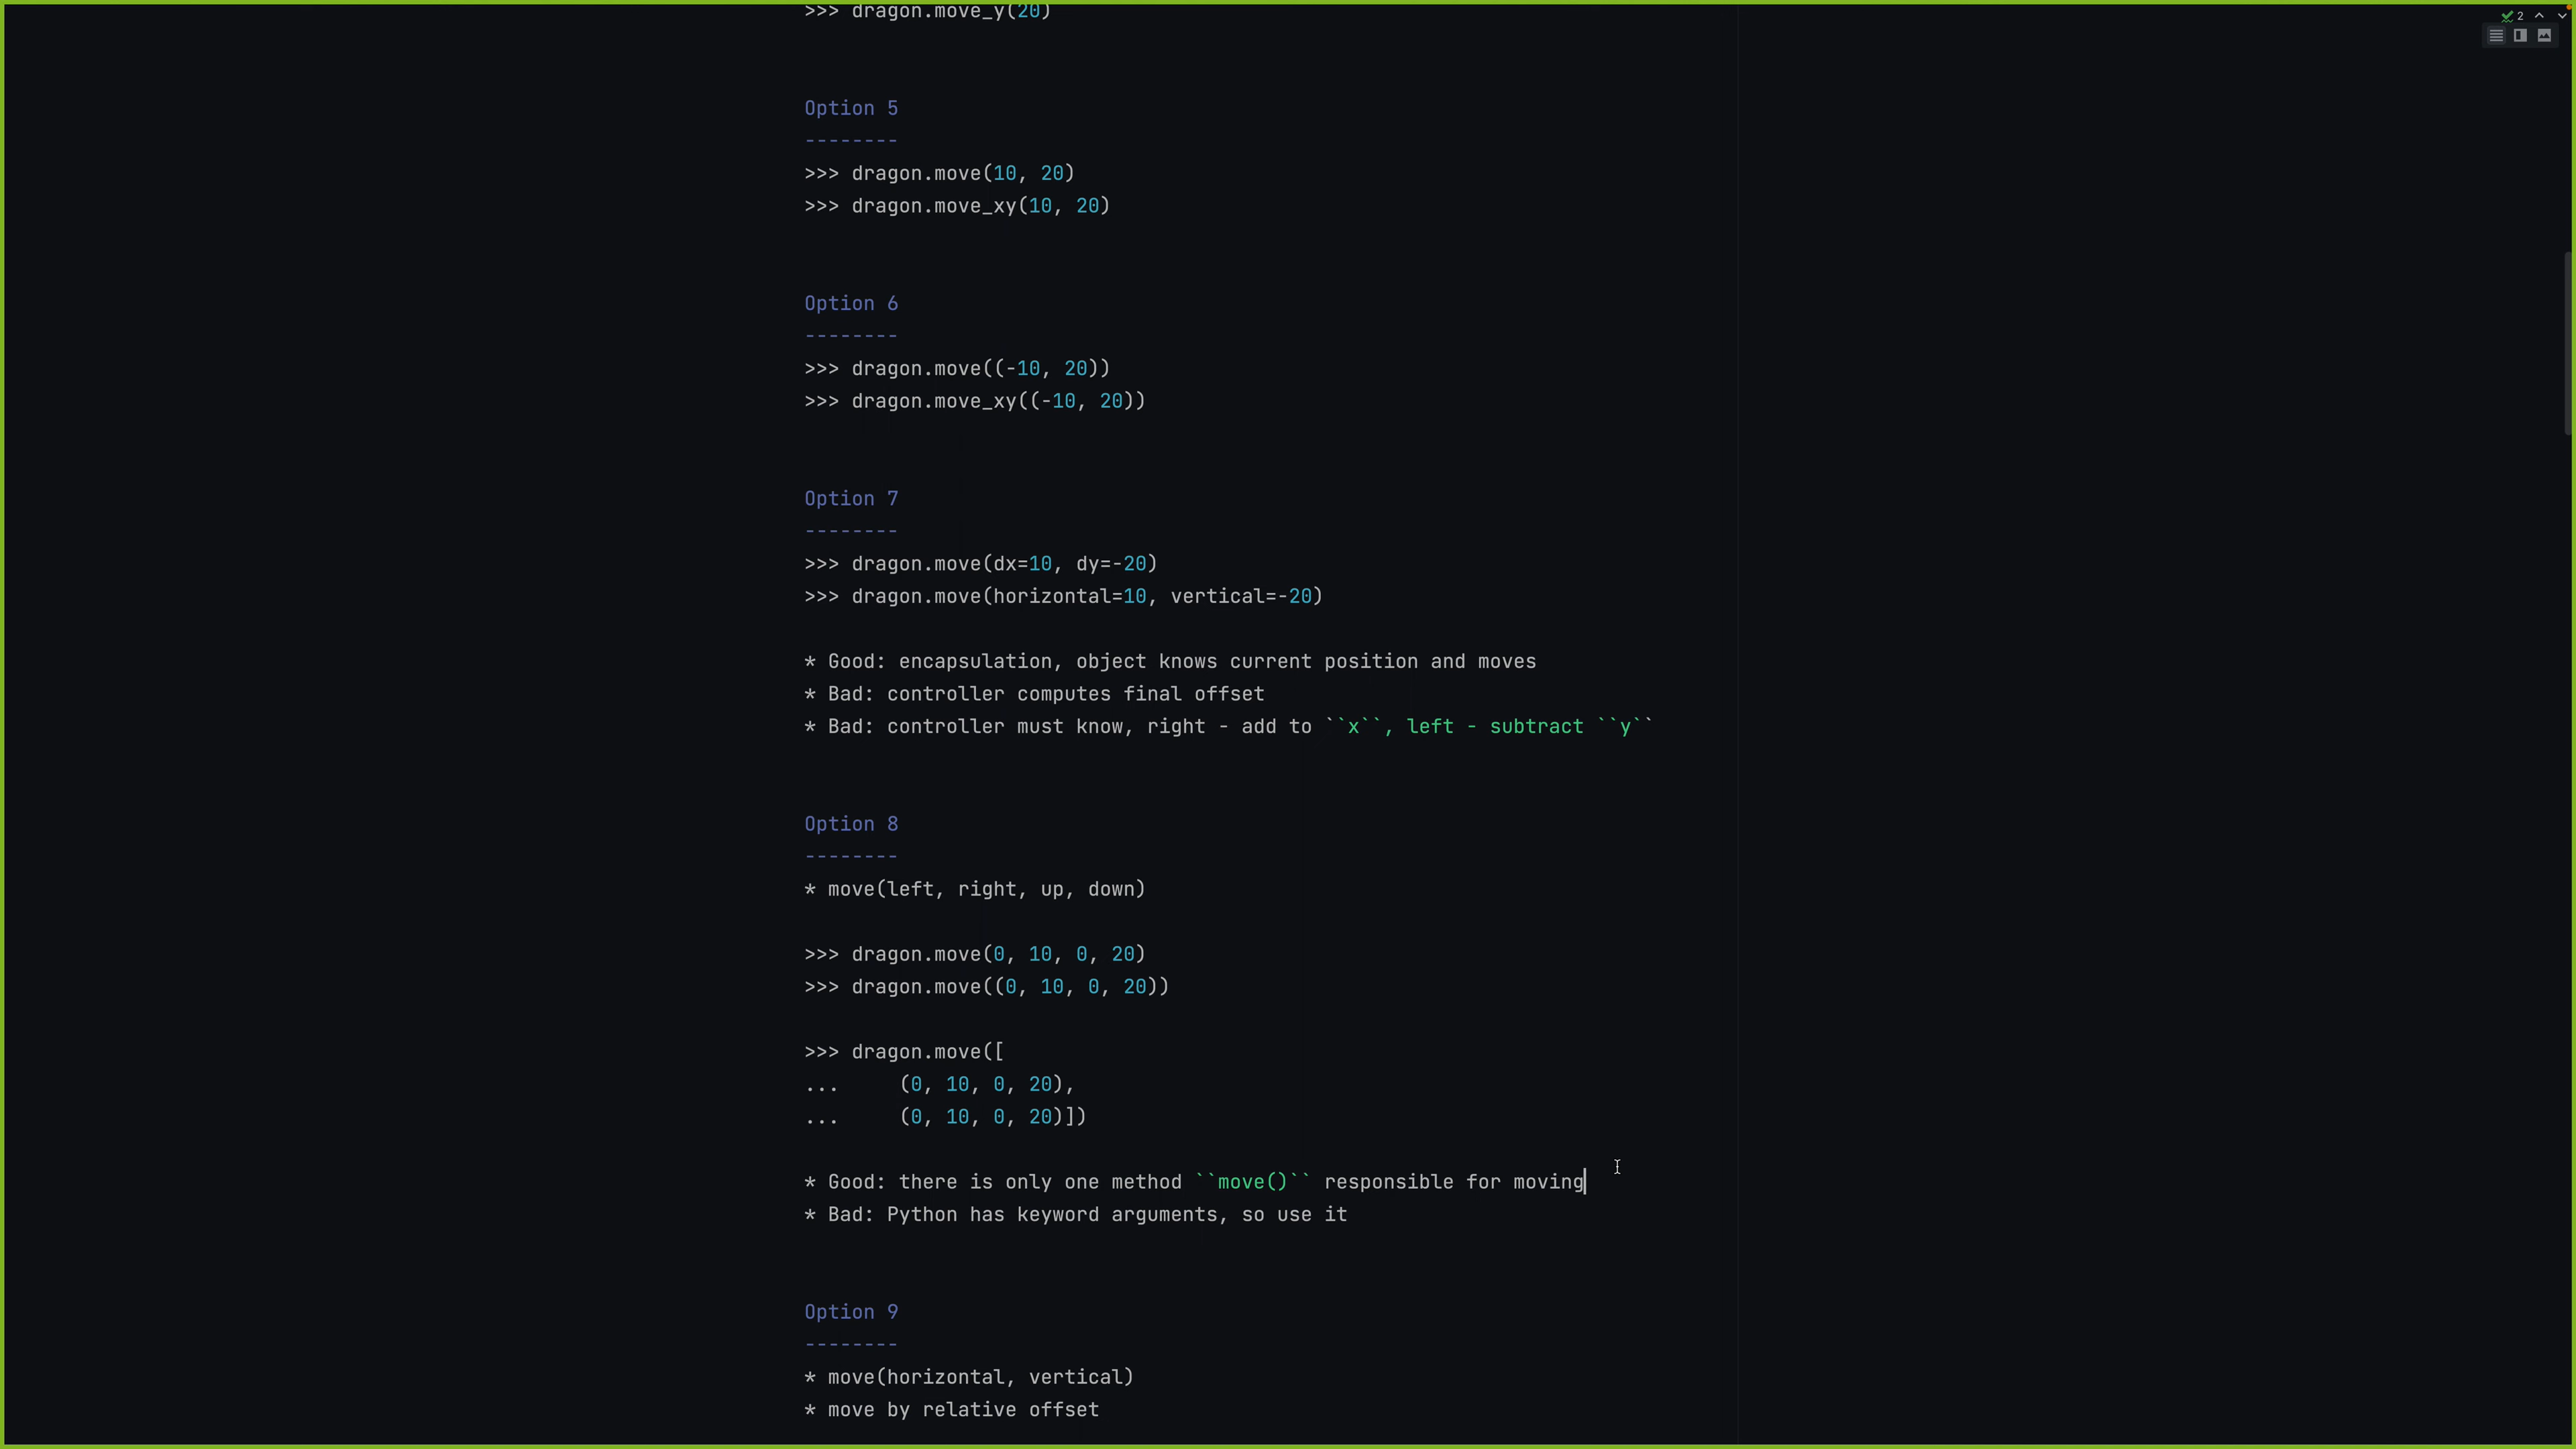 >>> dragon.move_y(20)
2
Option 5
--------
>>> dragon.move(10, 20)
>>> dragon.move_xy(10, 20)
Option 6
--------
>>> dragon.move((-10, 20))
>>> dragon.move_xy((-10, 20))
Option 7
--------
>>> dragon.move(dx=10, dy=-20)
>>> dragon.move(horizontal=10, vertical=-20)
* Good: encapsulation, object knows current position and moves
* Bad: controller computes final offset
* Bad: controller must know, right - add to ``x``, left - subtract ``y``
Option 8
--------
* move(left, right, up, down)
>>> dragon.move(0, 10, 0, 20)
>>> dragon.move((0, 10, 0, 20))
>>> dragon.move([
...     (0, 10, 0, 20),
...     (0, 10, 0, 20)])
* Good: there is only one method ``move()`` responsible for moving
* Bad: Python has keyword arguments, so use it
Option 9
--------
* move(horizontal, vertical)
* move by relative offset